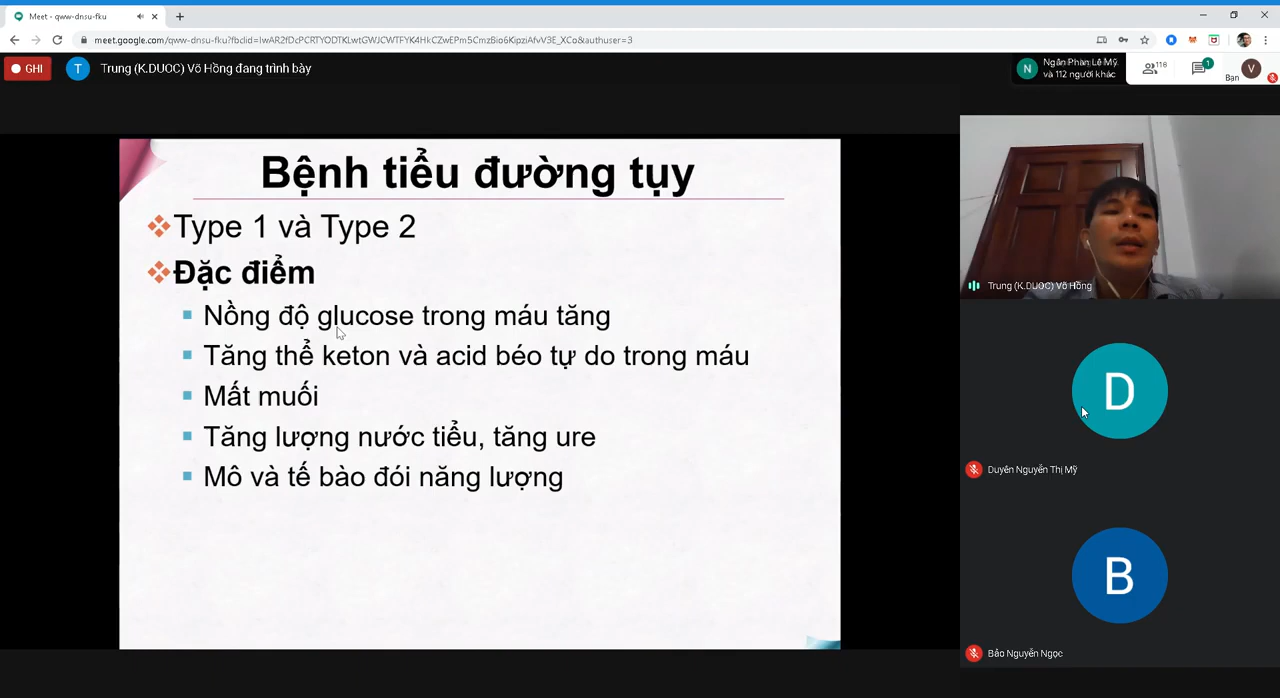 Meet - qww-dnsu-fku
meet.google.com/qww-dnsu-fku?fbclid=IwAR2fDcPCRTYODTKLwtGWJCWTFYK4HkCZwEPm5CmzBio6KipziAfvV3E_XCo&authuser=3
GHI
T
Trung (K.DUOC) Võ Hồng đang trình bày
N
Ngân Phan Lê Mỹ
và 112 người khác
116
1
Bạn
V
Bệnh tiểu đường tụy
Type 1 và Type 2
Đặc điểm
Nồng độ glucose trong máu tăng
Tăng thể keton và acid béo tự do trong máu
Mất muối
Tăng lượng nước tiểu, tăng ure
Mô và tế bào đói năng lượng
Trung (K.DUOC) Võ Hồng
D
Duyên Nguyễn Thị Mỹ
B
Bảo Nguyễn Ngọc